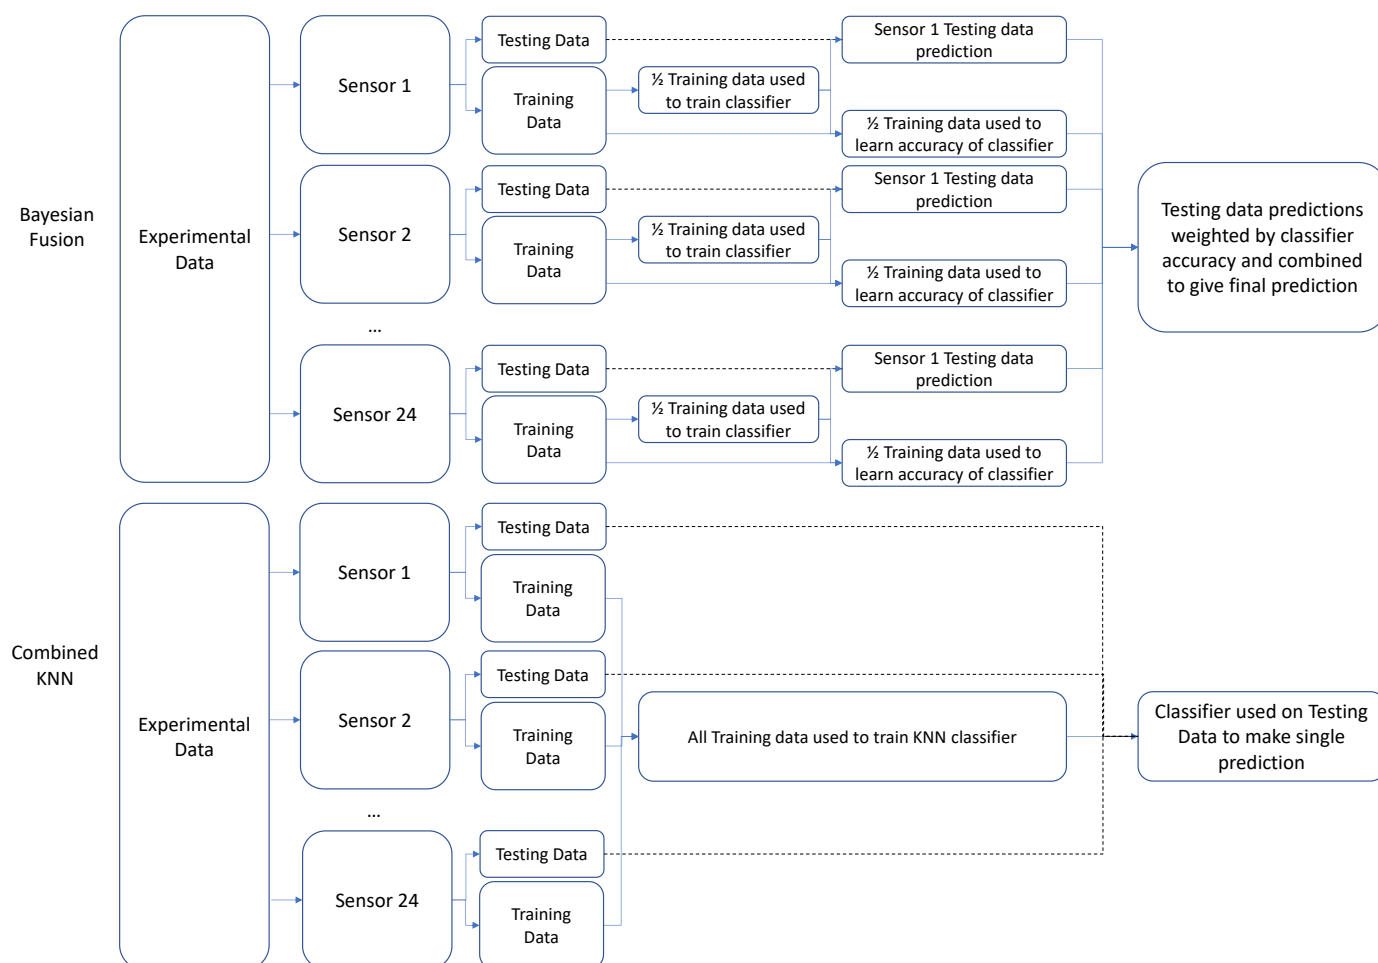 Bayesian
Fusion
Experimental
Data
Sensor 1
Testing Data
Training
Data
½ Training data used
to train classifier
Sensor 1 Testing data
prediction
½ Training data used to
learn accuracy of classifier
Sensor 2
Testing Data
Training
Data
½ Training data used
to train classifier
Sensor 1 Testing data
prediction
½ Training data used to
learn accuracy of classifier
...
Sensor 24
Testing Data
Training
Data
½ Training data used
to train classifier
Sensor 1 Testing data
prediction
½ Training data used to
learn accuracy of classifier
Testing data predictions
weighted by classifier
accuracy and combined
to give final prediction
Combined
KNN
Experimental
Data
Sensor 1
Testing Data
Training
Data
Sensor 2
Testing Data
Training
Data
...
Sensor 24
Testing Data
Training
Data
All Training data used to train KNN classifier
Classifier used on Testing
Data to make single
prediction